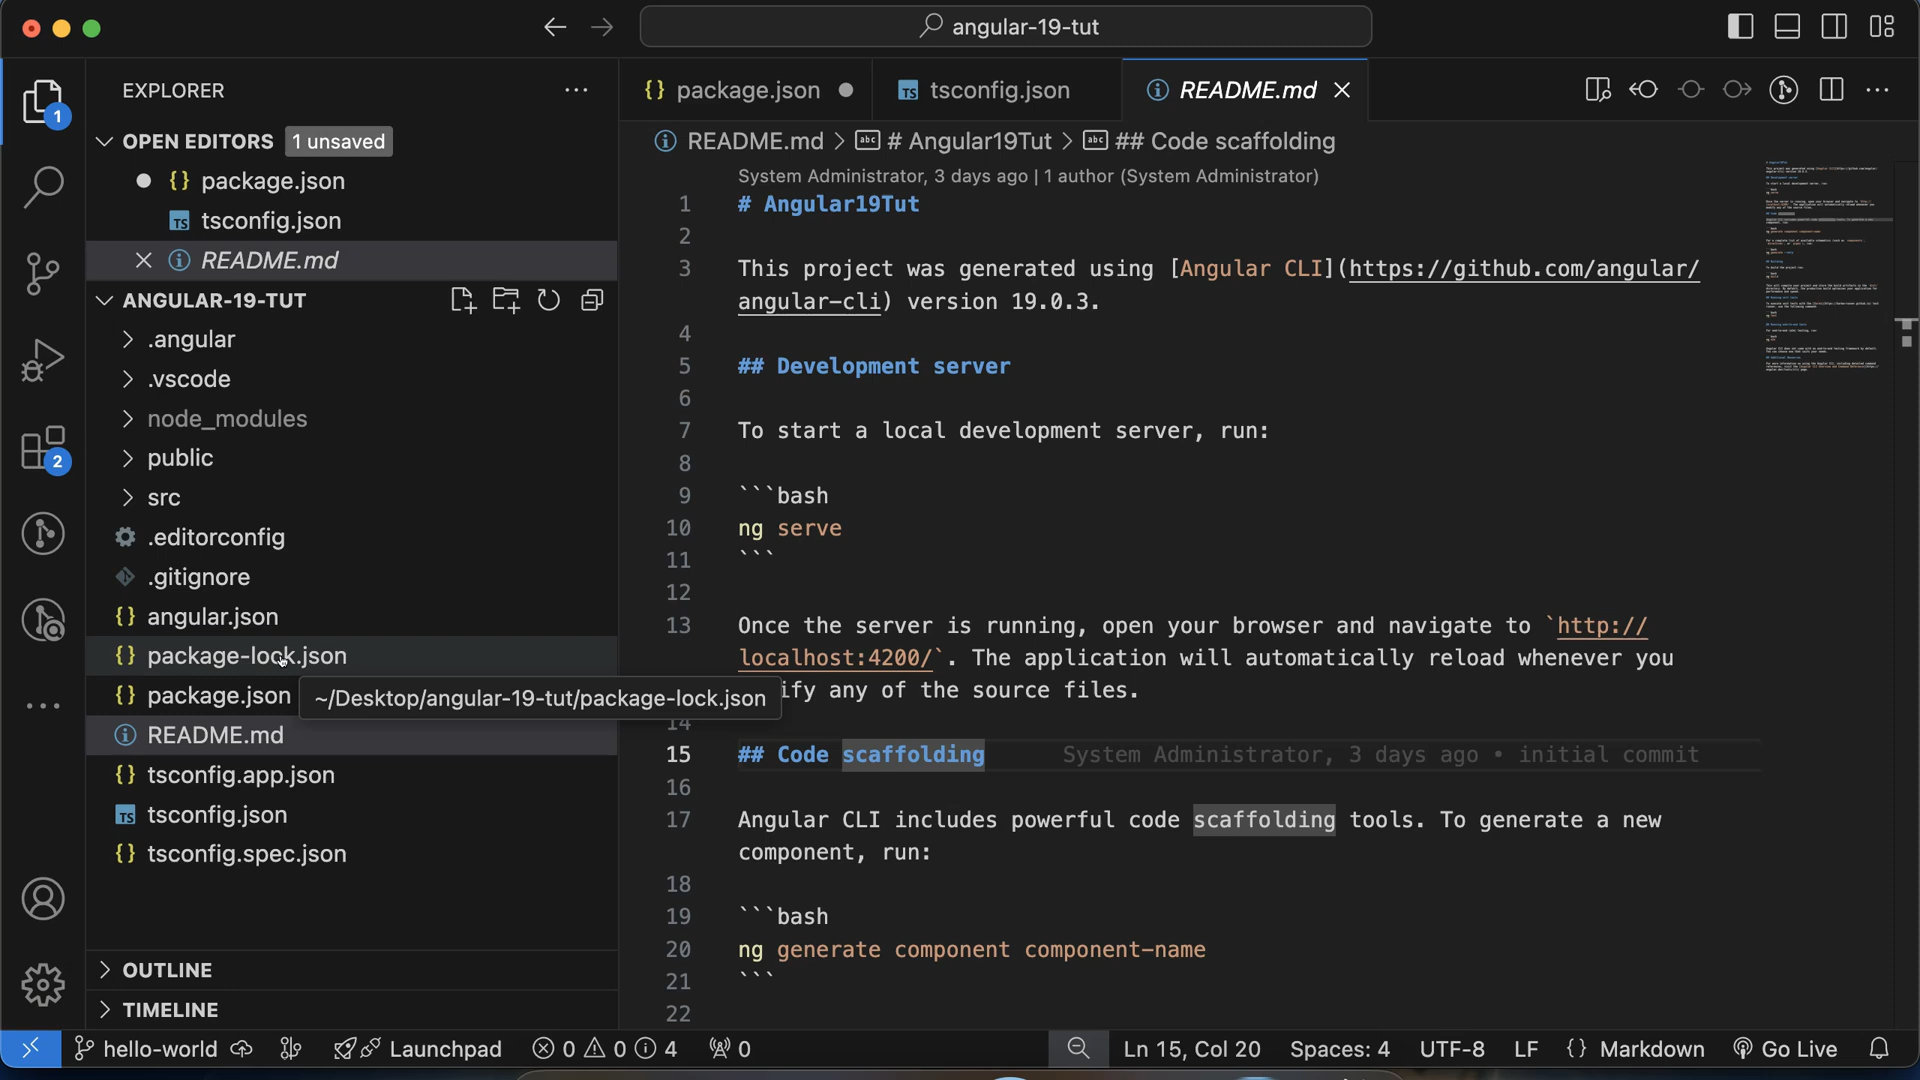 angular-19-tut
EXPLORER
1
OPEN EDITORS 1 unsaved
{} package.json
TS tsconfig.json
README.md
ANGULAR-19-TUT
.angular
.vscode
node_modules
public
2
src
.editorconfig
.gitignore
{} angular.json
{} package-lock.json
{} package.json
~/Desktop/angular-19-tut/package-lock.json
README.md
{} tsconfig.app.json
TS tsconfig.json
{} tsconfig.spec.json
OUTLINE
TIMELINE
{} package.json
TS tsconfig.json
README.md
README.md > abc # Angular19Tut > abc ## Code scaffolding
System Administrator, 3 days ago | 1 author (System Administrator)
1 # Angular19Tut
2
3 This project was generated using [Angular CLI](https://github.com/angular/
angular-cli) version 19.0.3.
4
5 ## Development server
6
7 To start a local development server, run:
8
9 ```bash
10 ng serve
11 ```
12
13 Once the server is running, open your browser and navigate to `http://
localhost:4200/`. The application will automatically reload whenever you
ify any of the source files.
14
15 ## Code scaffolding System Administrator, 3 days ago • initial commit
16
17 Angular CLI includes powerful code scaffolding tools. To generate a new
component, run:
18
19 ```bash
20 ng generate component component-name
21 ```
22
hello-world Launchpad 0 0 4 0 Ln 15, Col 20 Spaces: 4 UTF-8 LF {} Markdown Go Live